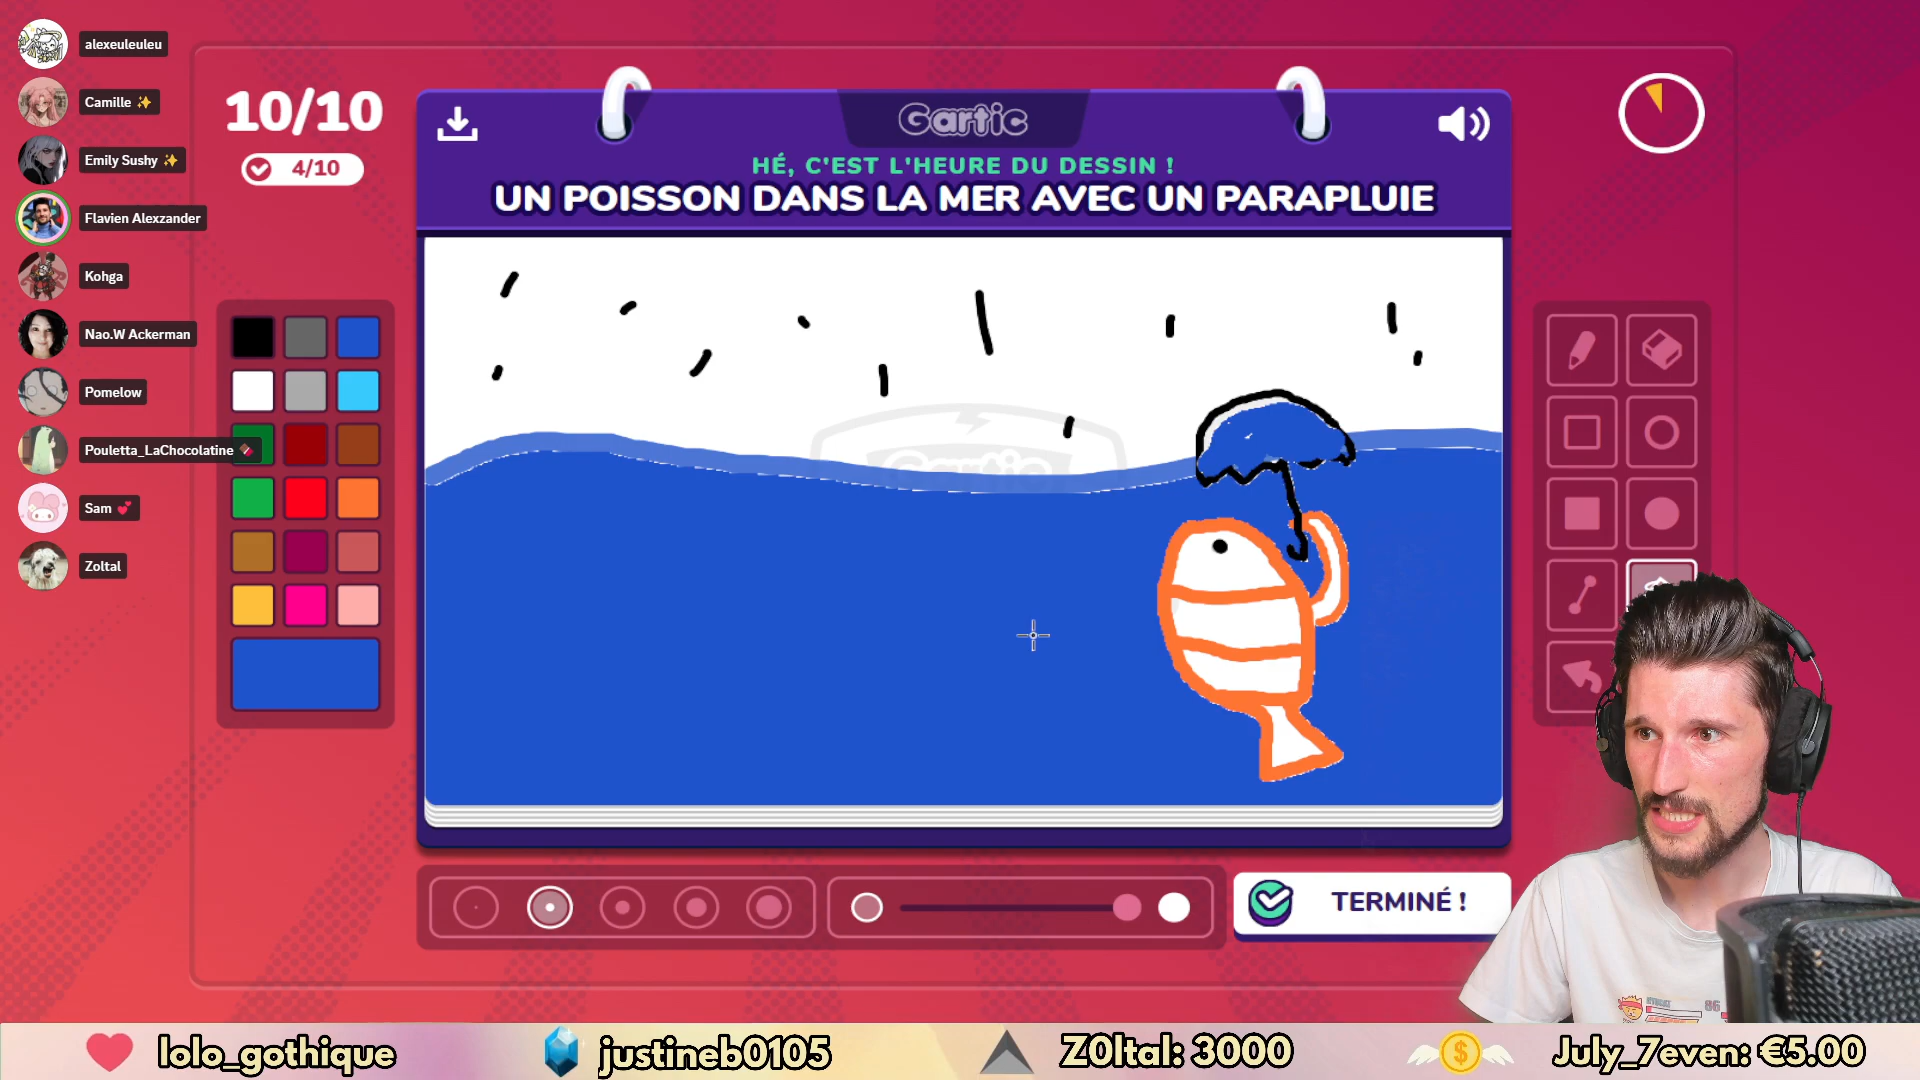 alexeuleuleu
Camille ✨
Emily Sushy ✨
Flavien Alexzander
Kohga
Nao.W Ackerman
Pomelow
Pouletta_LaChocolatine 🍫
Sam 💕
Zoltal
10/10
4/10
Gartic
HÉ, C'EST L'HEURE DU DESSIN !
UN POISSON DANS LA MER AVEC UN PARAPLUIE
Gartic
TERMINÉ !
86
lolo_gothique
justineb0105
Z0ltal: 3000
July_7even: €5.00